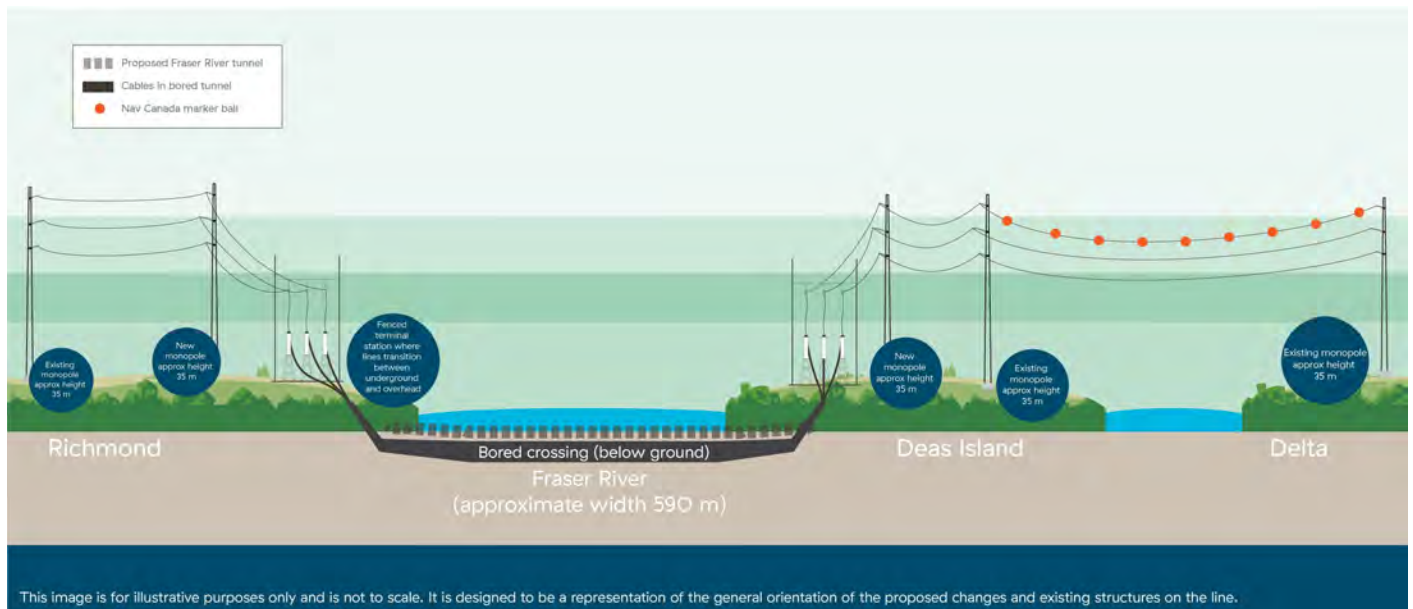 Proposed Fraser River tunnel
Cables in bored tunnel
Nav Canada marker ball
Existing
monopole
approx height
35 m
New
monopole
approx height
35 m
Fenced
terminal
station where
lines transition
between
underground
and overhead
New
monopole
approx height
35 m
Existing
monopole
approx height
35 m
Existing monopole
approx height
35 m
Richmond
Bored crossing (below ground)
Fraser River
(approximate width 590 m)
Deas Island
Delta
This image is for illustrative purposes only and is not to scale. It is designed to be a representation of the general orientation of the proposed changes and existing structures on the line.